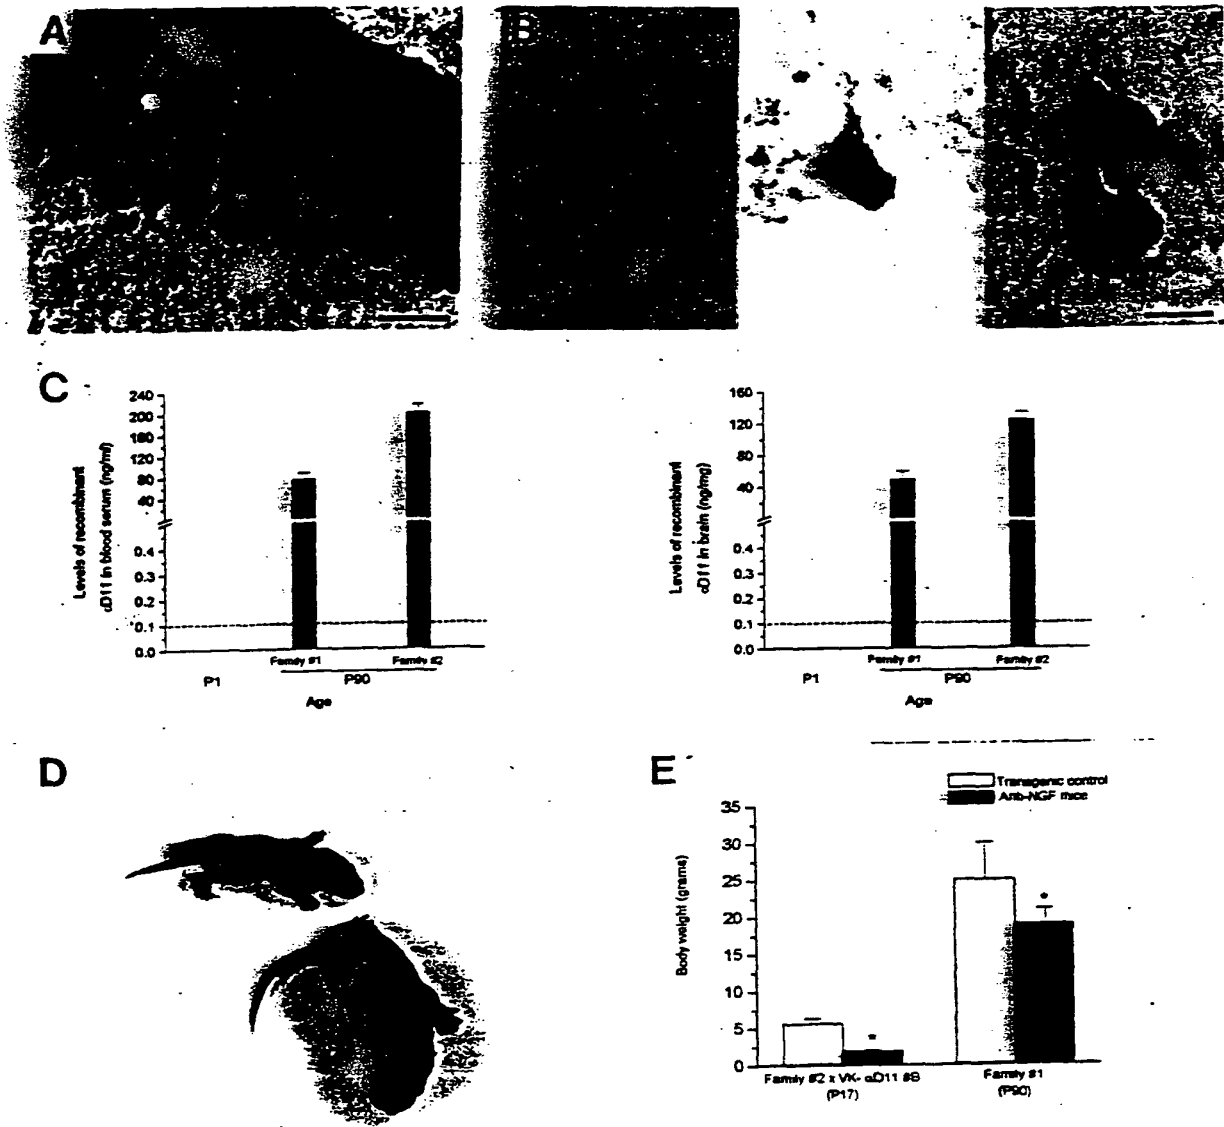 A
B
C
240
200
160
120
80
40
0.4
0.3
0.2
0.1
0.0
Levels of recombinant
αD11 in blood serum (ng/ml)
Family #1
Family #2
P1
P90
Age
160
120
80
40
0.4
0.3
0.2
0.1
0.0
Levels of recombinant
αD11 in brain (ng/mg)
Family #1
Family #2
P1
P90
Age
D
E
Transgenic control
Anti-NGF mice
35
30
25
20
15
10
5
0
Body weight (grams)
*
*
Family #2 x VK- αD11 #B
(P17)
Family #1
(P90)